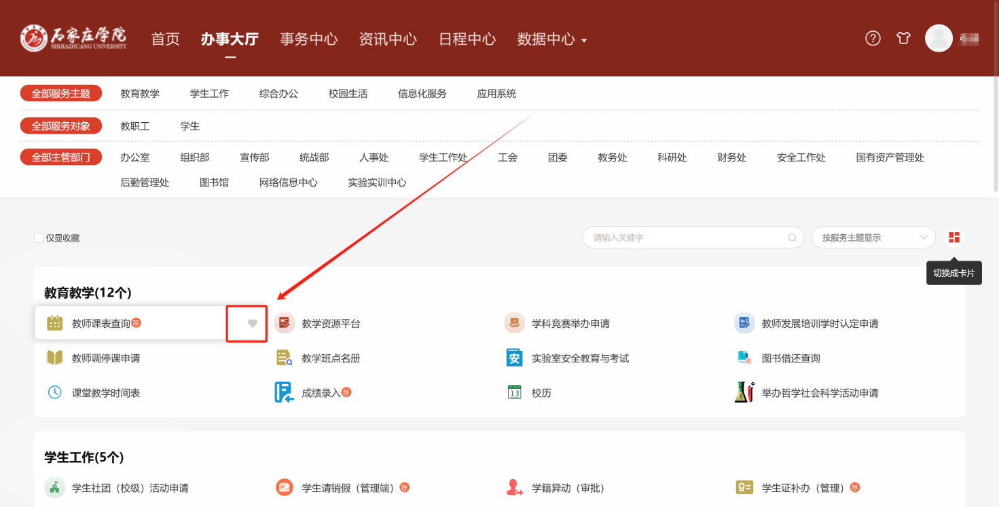 石家庄学院
SHIJIAZHUANG UNIVERSITY
首页 办事大厅 事务中心 资讯中心 日程中心 数据中心
全部服务主题 教育教学 学生工作 综合办公 校园生活 信息化服务 应用系统
全部服务对象 教职工 学生
全部主管部门 办公室 组织部 宣传部 统战部 人事处 学生工作处 工会 团委 教务处 科研处 财务处 安全工作处 国有资产管理处
后勤管理处 图书馆 网络信息中心 实验实训中心
仅显收藏 请输入关键字 按服务主题显示
切换成卡片
教育教学(12个)
教师课表查询荐 教学资源平台 学科竞赛举办申请 教师发展培训学时认定申请
教师调停课申请 教学班点名册 安 实验室安全教育与考试 图书借还查询
课堂教学时间表 成绩录入荐 校历 举办哲学社会科学活动申请
学生工作(5个)
学生社团（校级）活动申请 学生请销假（管理端）荐 学籍异动（审批） 学生证补办（管理）荐